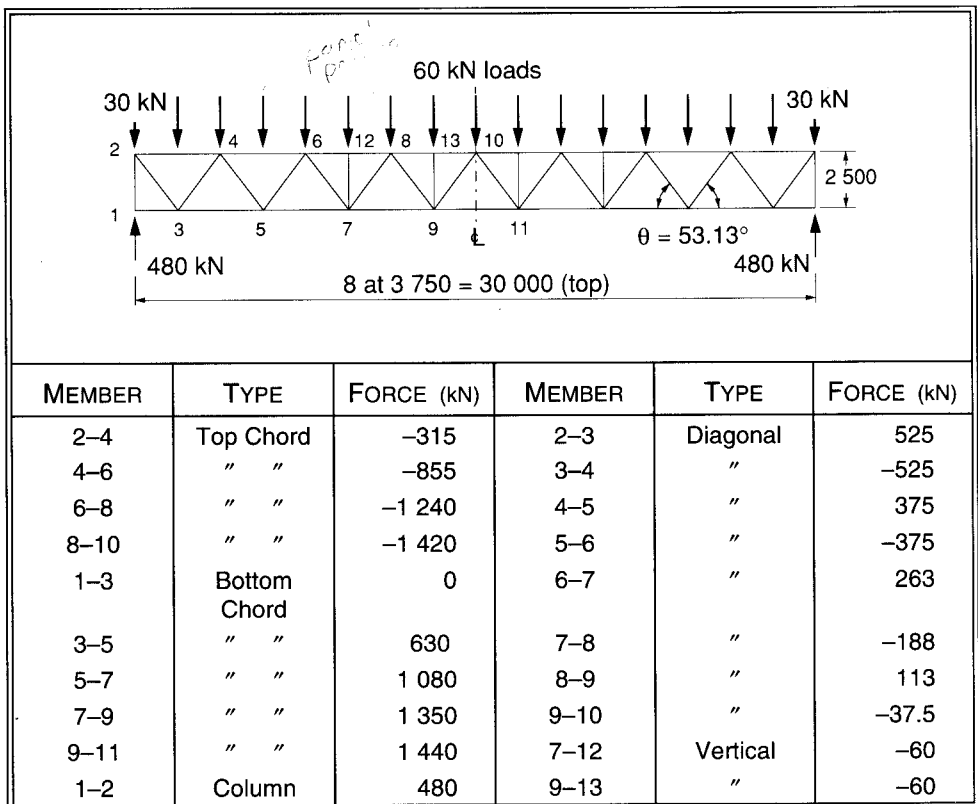 panel
60 kN loads
30 kN
30 kN
2
4
6
12
8
13
10
2 500
1
3
5
7
9
℄
11
θ = 53.13°
480 kN
480 kN
8 at 3 750 = 30 000 (top)
MEMBER TYPE FORCE (kN) MEMBER TYPE FORCE (kN)
2–4 Top Chord –315 2–3 Diagonal 525
4–6 " " –855 3–4 " –525
6–8 " " –1 240 4–5 " 375
8–10 " " –1 420 5–6 " –375
1–3 Bottom 0 6–7 " 263
Chord
3–5 " " 630 7–8 " –188
5–7 " " 1 080 8–9 " 113
7–9 " " 1 350 9–10 " –37.5
9–11 " " 1 440 7–12 Vertical –60
1–2 Column 480 9–13 " –60